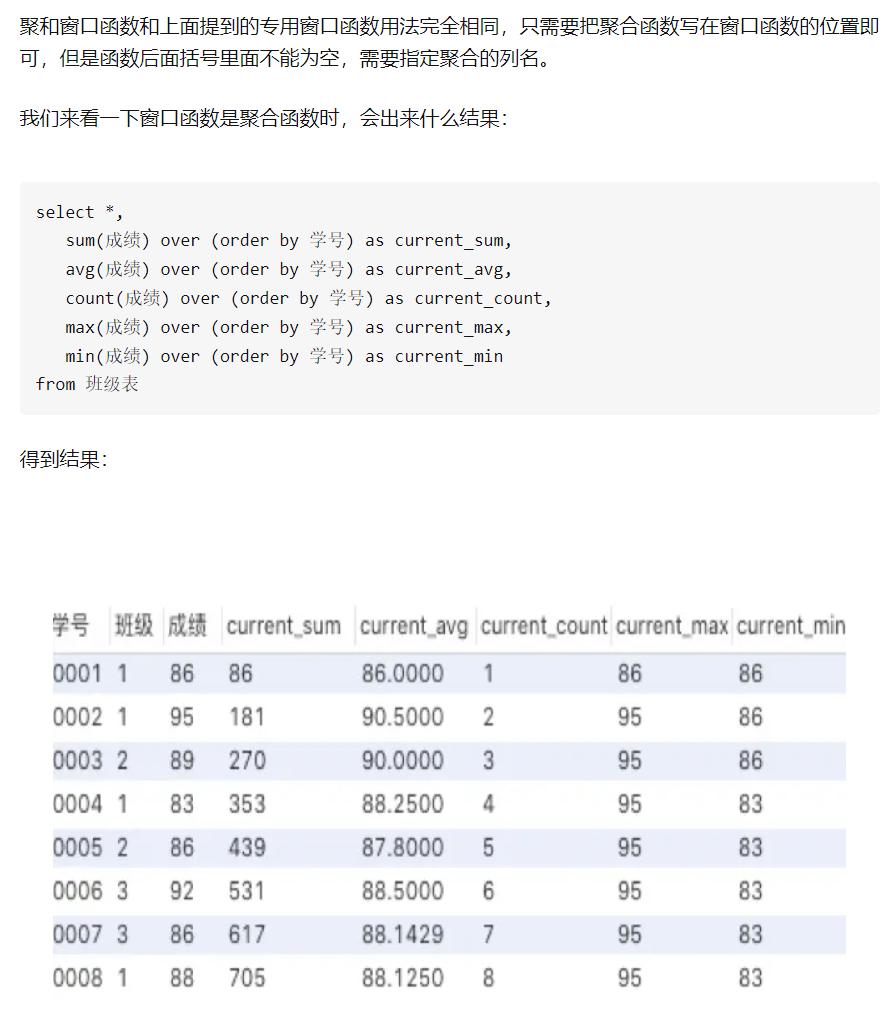 聚和窗口函数和上面提到的专用窗口函数用法完全相同，只需要把聚合函数写在窗口函数的位置即
可，但是函数后面括号里面不能为空，需要指定聚合的列名。
我们来看一下窗口函数是聚合函数时，会出来什么结果：
select *,
sum(成绩) over (order by 学号) as current_sum,
avg(成绩) over (order by 学号) as current_avg,
count(成绩) over (order by 学号) as current_count,
max(成绩) over (order by 学号) as current_max,
min(成绩) over (order by 学号) as current_min
from 班级表
得到结果：
学号 班级 成绩 current_sum current_avg current_count current_max current_min
0001 1 86 86 86.0000 1 86 86
0002 1 95 181 90.5000 2 95 86
0003 2 89 270 90.0000 3 95 86
0004 1 83 353 88.2500 4 95 83
0005 2 86 439 87.8000 5 95 83
0006 3 92 531 88.5000 6 95 83
0007 3 86 617 88.1429 7 95 83
0008 1 88 705 88.1250 8 95 83